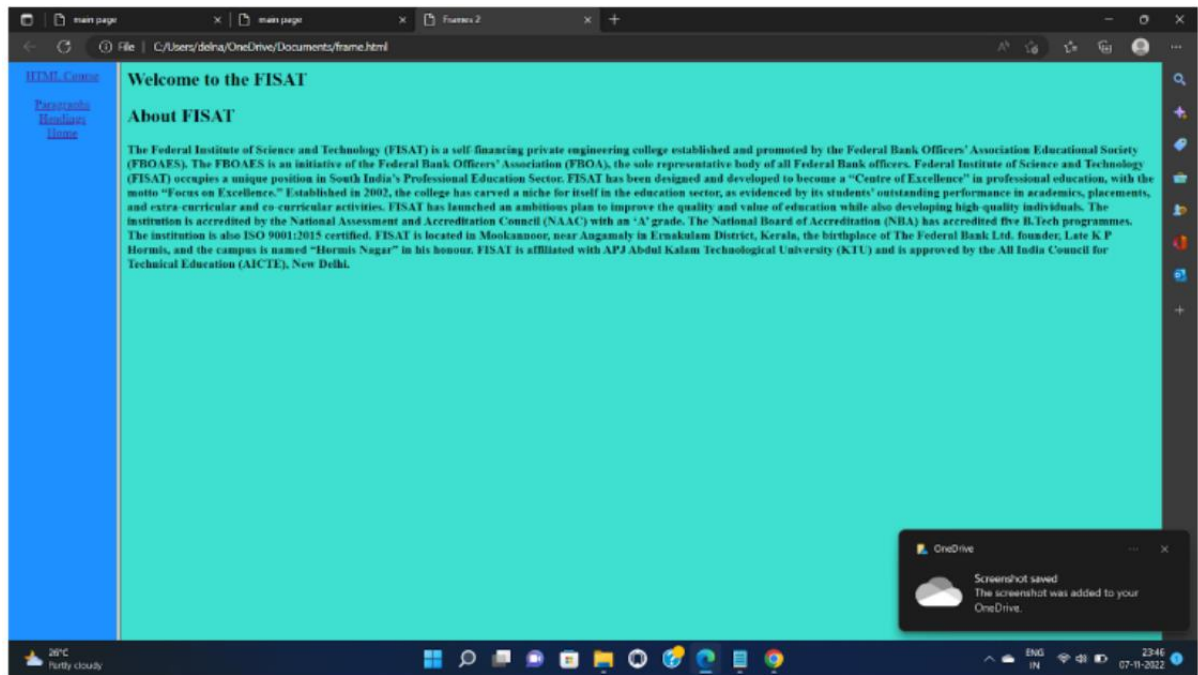 main page
main page
Frames 2
File | C:/Users/delna/OneDrive/Documents/frame.html
HTML Course
Paragraphs
Headings
Home
Welcome to the FISAT
About FISAT
The Federal Institute of Science and Technology (FISAT) is a self-financing private engineering college established and promoted by the Federal Bank Officers' Association Educational Society
(FBOAES). The FBOAES is an initiative of the Federal Bank Officers' Association (FBOA), the sole representative body of all Federal Bank officers. Federal Institute of Science and Technology
(FISAT) occupies a unique position in South India's Professional Education Sector. FISAT has been designed and developed to become a “Centre of Excellence” in professional education, with the
motto “Focus on Excellence.” Established in 2002, the college has carved a niche for itself in the education sector, as evidenced by its students' outstanding performance in academics, placements,
and extra-curricular and co-curricular activities. FISAT has launched an ambitious plan to improve the quality and value of education while also developing high-quality individuals. The
institution is accredited by the National Assessment and Accreditation Council (NAAC) with an ‘A’ grade. The National Board of Accreditation (NBA) has accredited five B.Tech programmes.
The institution is also ISO 9001:2015 certified. FISAT is located in Mookannoor, near Angamaly in Ernakulam District, Kerala, the birthplace of The Federal Bank Ltd. founder, Late K P
Hormis, and the campus is named “Hormis Nagar” in his honour. FISAT is affiliated with APJ Abdul Kalam Technological University (KTU) and is approved by the All India Council for
Technical Education (AICTE), New Delhi.
OneDrive
Screenshot saved
The screenshot was added to your
OneDrive.
26°C
Partly cloudy
ENG
IN
23:46
07-11-2022